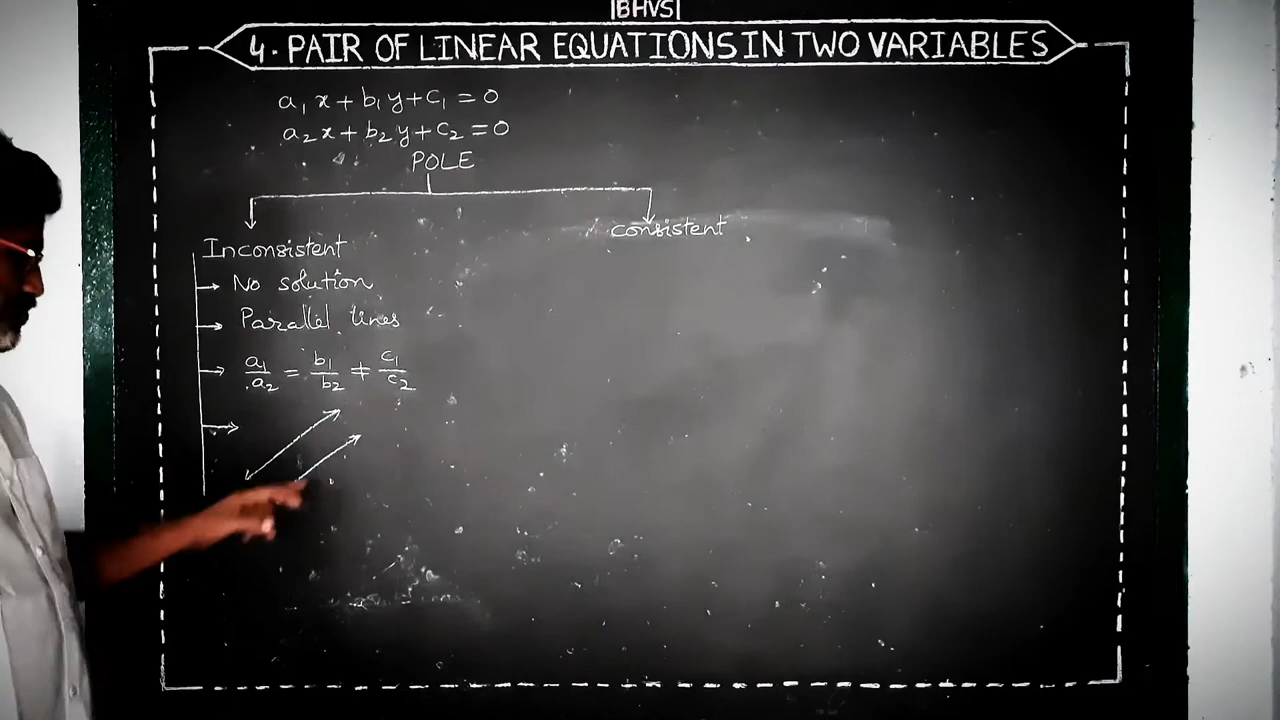 |BHVS|
4. PAIR OF LINEAR EQUATIONS IN TWO VARIABLES
a₁x + b₁y + c₁ = 0
a₂x + b₂y + c₂ = 0
POLE
Inconsistent
consistent
→ No solution
→ Parallel lines
→ a₁/a₂ = b₁/b₂ ≠ c₁/c₂